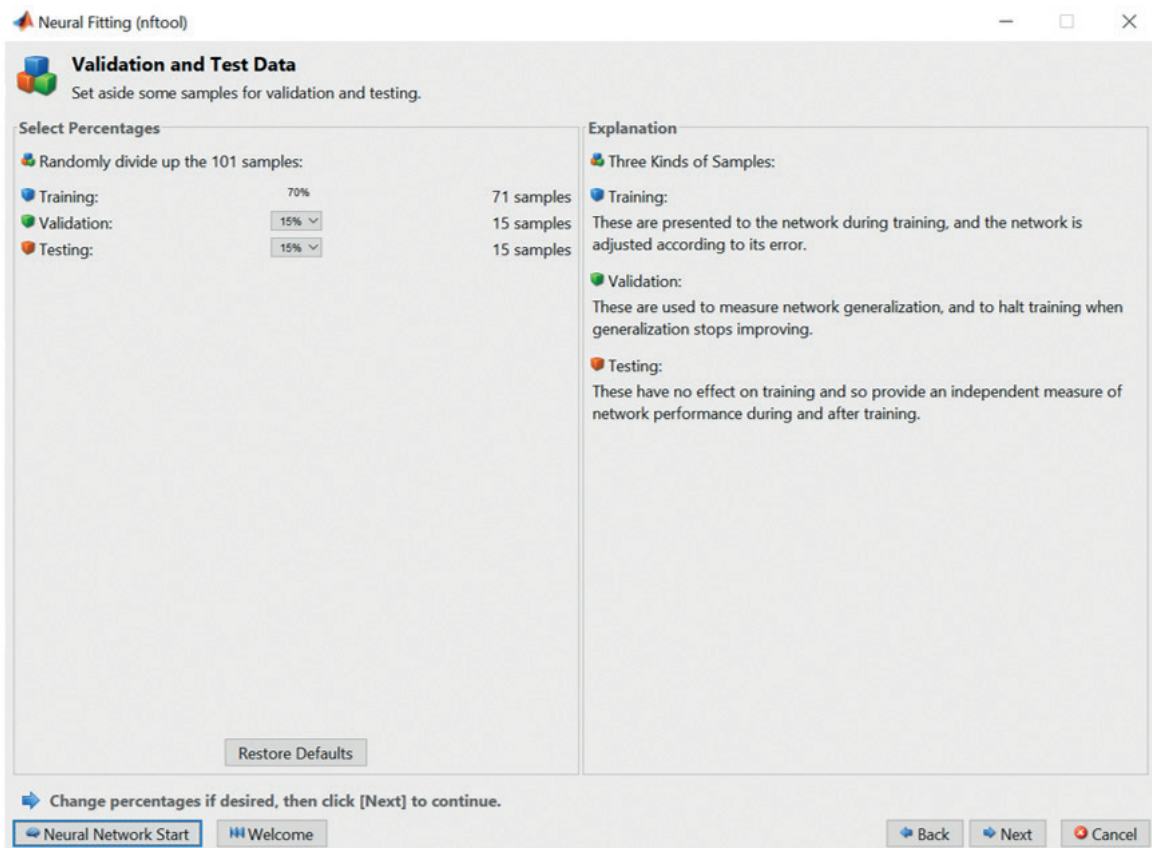 Neural Fitting (nftool)
Validation and Test Data
Set aside some samples for validation and testing.
Select Percentages
Randomly divide up the 101 samples:
Training: 70% 71 samples
Validation: 15% 15 samples
Testing: 15% 15 samples
Restore Defaults
Explanation
Three Kinds of Samples:
Training:
These are presented to the network during training, and the network is
adjusted according to its error.
Validation:
These are used to measure network generalization, and to halt training when
generalization stops improving.
Testing:
These have no effect on training and so provide an independent measure of
network performance during and after training.
Change percentages if desired, then click [Next] to continue.
Neural Network Start Welcome Back Next Cancel